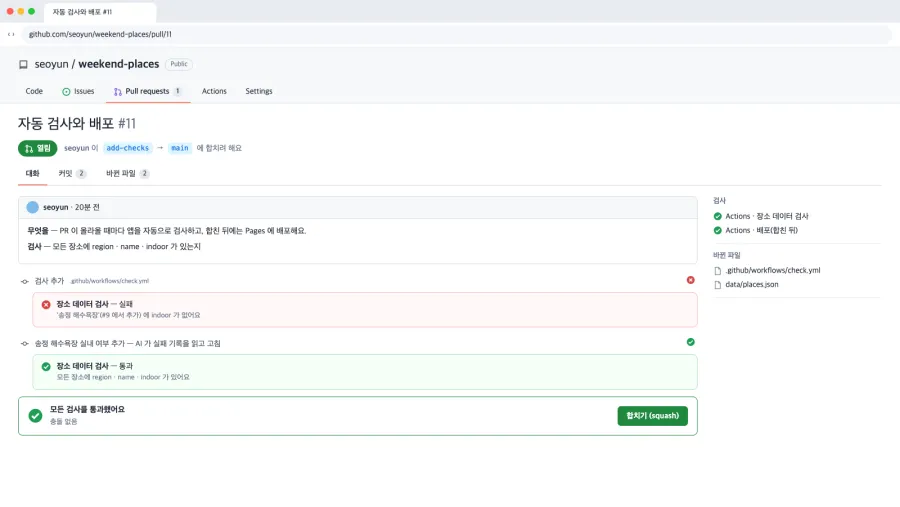 자동 검사와 배포 #11
github.com/seoyun/weekend-places/pull/11
seoyun / weekend-places Public
Code Issues Pull requests 1 Actions Settings
자동 검사와 배포 #11
열림 seoyun 이 add-checks → main 에 합치려 해요
대화 커밋 2 바뀐 파일 2
seoyun · 20분 전
무엇을 — PR 이 올라올 때마다 앱을 자동으로 검사하고, 합친 뒤에는 Pages 에 배포해요.
검사 — 모든 장소에 region · name · indoor 가 있는지
검사 추가 .github/workflows/check.yml
장소 데이터 검사 — 실패
'송정 해수욕장'(#9 에서 추가) 에 indoor 가 없어요
송정 해수욕장 실내 여부 추가 — AI 가 실패 기록을 읽고 고침
장소 데이터 검사 — 통과
모든 장소에 region · name · indoor 가 있어요
모든 검사를 통과했어요
충돌 없음
합치기 (squash)
검사
Actions · 장소 데이터 검사
Actions · 배포(합친 뒤)
바뀐 파일
.github/workflows/check.yml
data/places.json